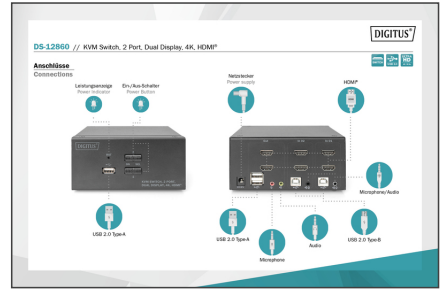 DIGITUS®
DS-12860 // KVM Switch, 2 Port, Dual Display, 4K, HDMI®
Anschlüsse
Connections
Leistungsanzeige
Power Indicator
Ein-/Aus-Schalter
Power Button
Netzstecker
Power supply
HDMI®
DIGITUS
USB 2.0 Type-A
USB 2.0 Type-A
Microphone
Audio
USB 2.0 Type-B
Microphone/Audio